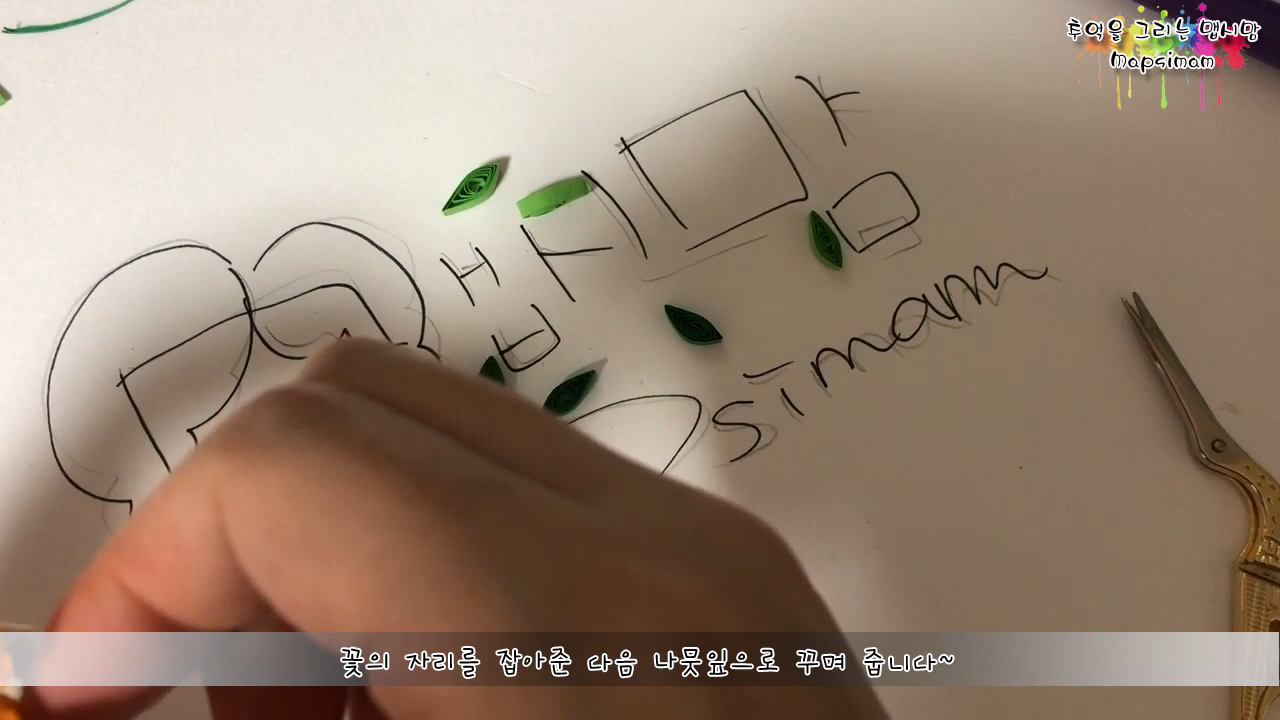 추억을 그리는 맵시맘
Mapsimam
맵시맘
simam
꽃의 자리를 잡아준 다음 나뭇잎으로 꾸며 줍니다~